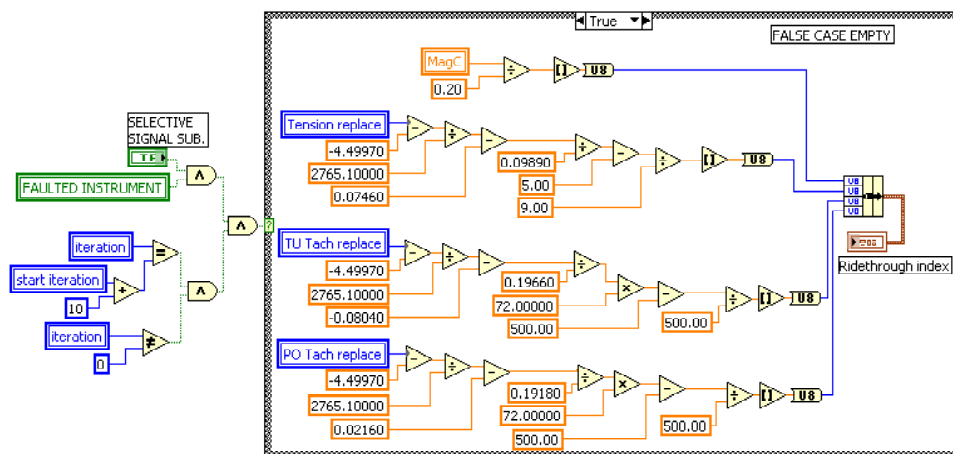 True
FALSE CASE EMPTY
MagC
0.20
÷
[]
U8
SELECTIVE
SIGNAL SUB.
TF
FAULTED INSTRUMENT
∧
∧
?
iteration
start iteration
10
=
+
∧
iteration
0
≠
Tension replace
-4.49970
2765.10000
0.07460
-
÷
-
0.09890
5.00
9.00
÷
-
÷
[]
U8
TU Tach replace
-4.49970
2765.10000
-0.08040
-
÷
-
0.19660
72.00000
500.00
÷
×
-
500.00
÷
[]
U8
PO Tach replace
-4.49970
2765.10000
0.02160
-
÷
-
0.19180
72.00000
500.00
÷
×
-
500.00
÷
[]
U8
U8
U8
U8
U8
Ridethrough index